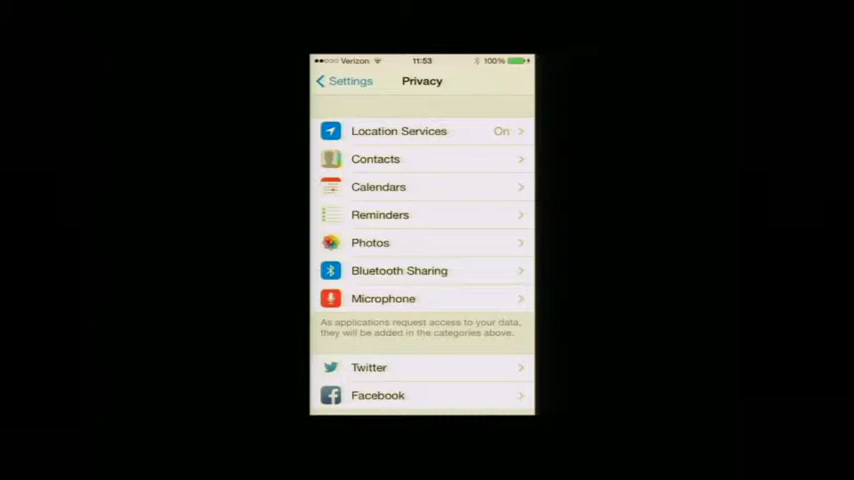 Verizon 11:53 100%
Settings Privacy
Location Services On
Contacts
Calendars
Reminders
Photos
Bluetooth Sharing
Microphone
As applications request access to your data,
they will be added in the categories above.
Twitter
Facebook